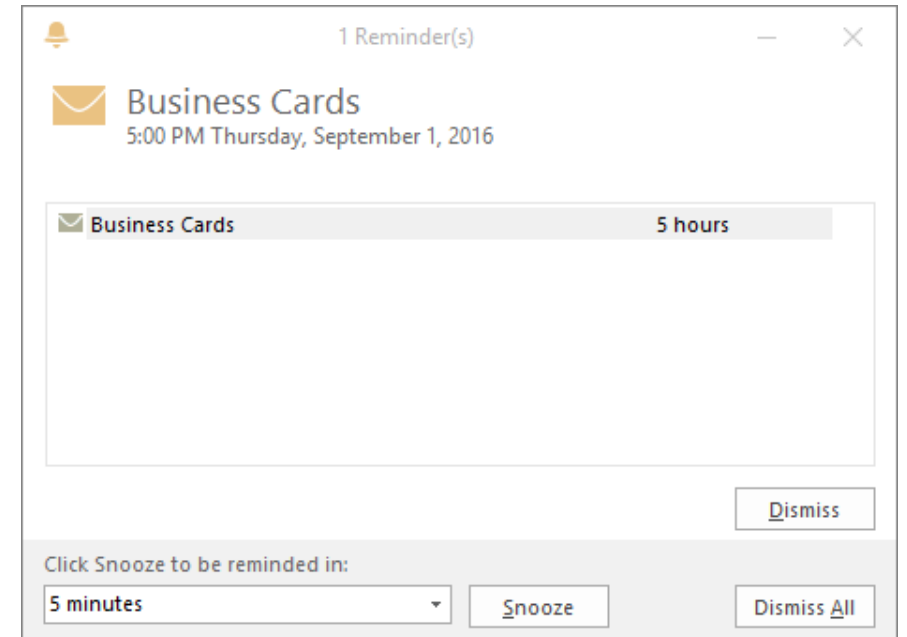 1 Reminder(s)
Business Cards
5:00 PM Thursday, September 1, 2016
Business Cards 5 hours
Dismiss
Click Snooze to be reminded in:
5 minutes Snooze Dismiss All